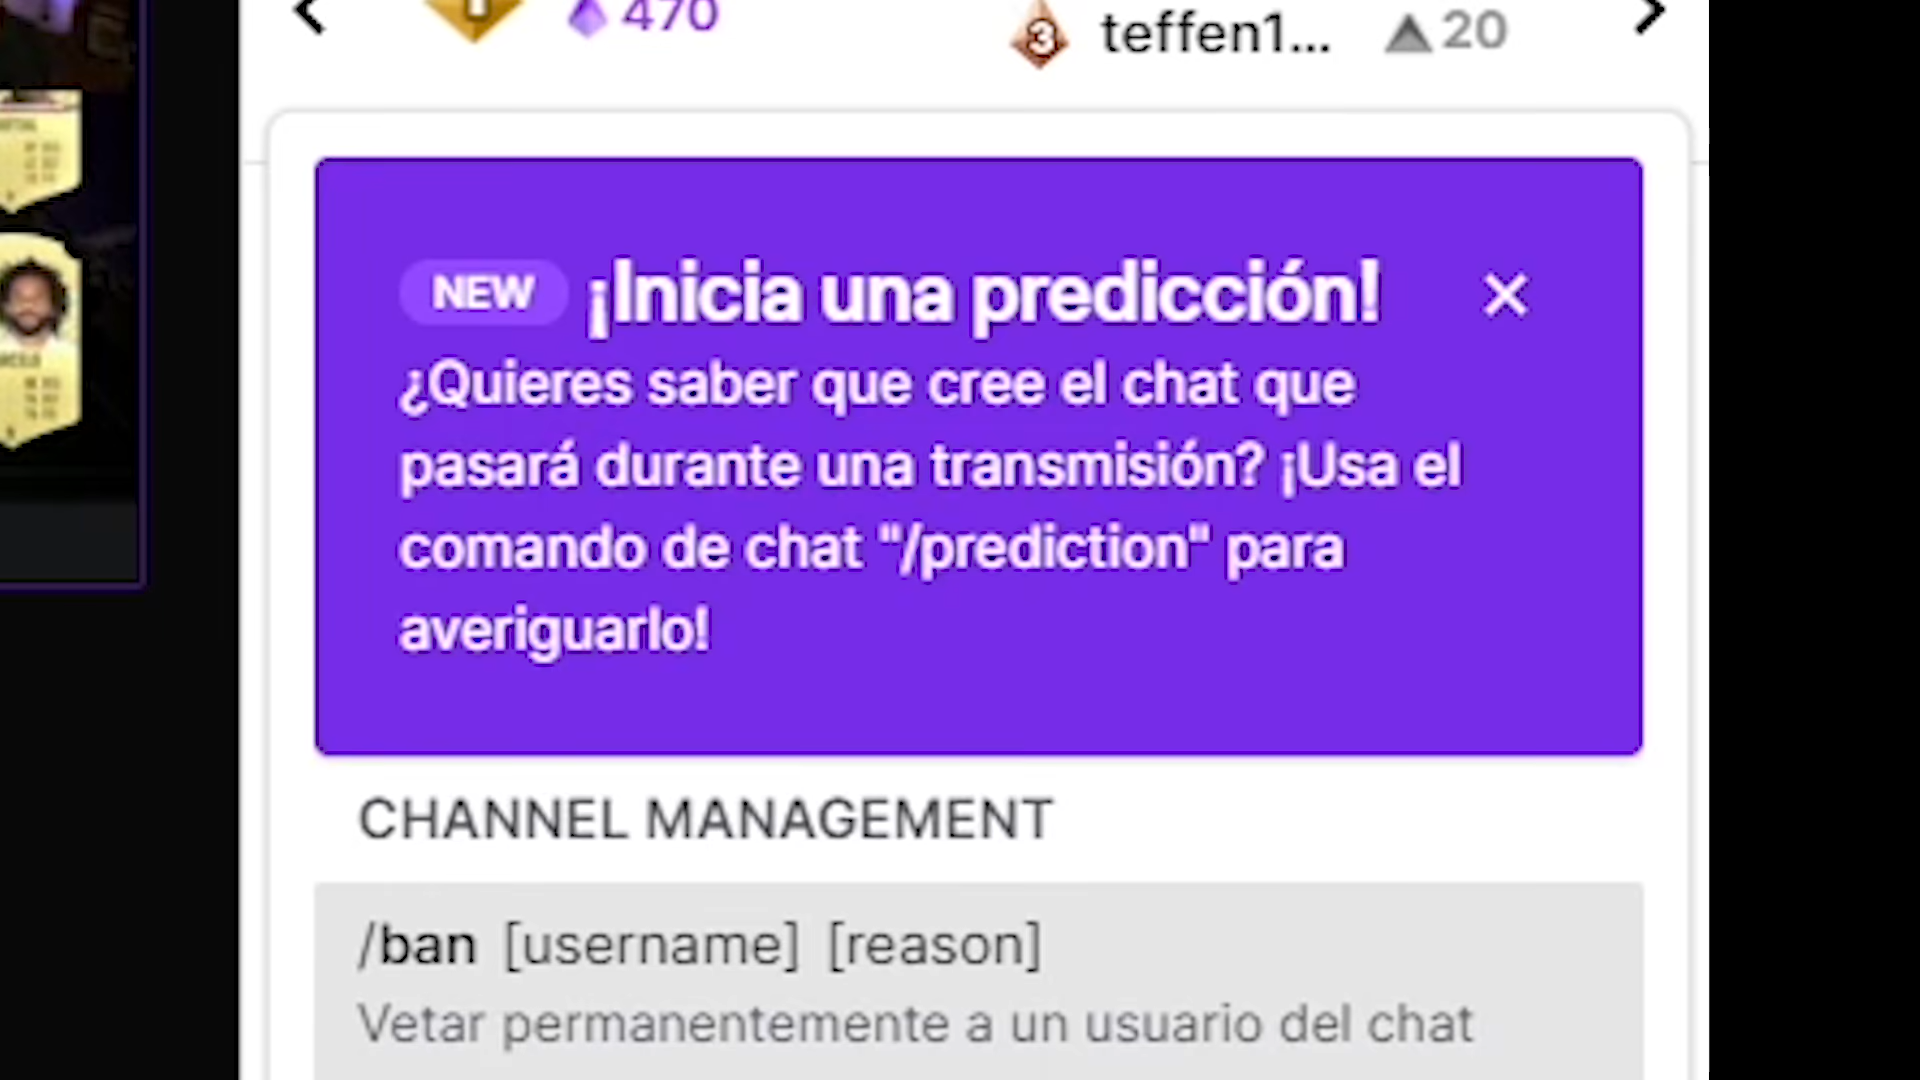 470
3 teffen1... 20
NEW ¡Inicia una predicción!
¿Quieres saber que cree el chat que
pasará durante una transmisión? ¡Usa el
comando de chat "/prediction" para
averiguarlo!
CHANNEL MANAGEMENT
/ban [username] [reason]
Vetar permanentemente a un usuario del chat